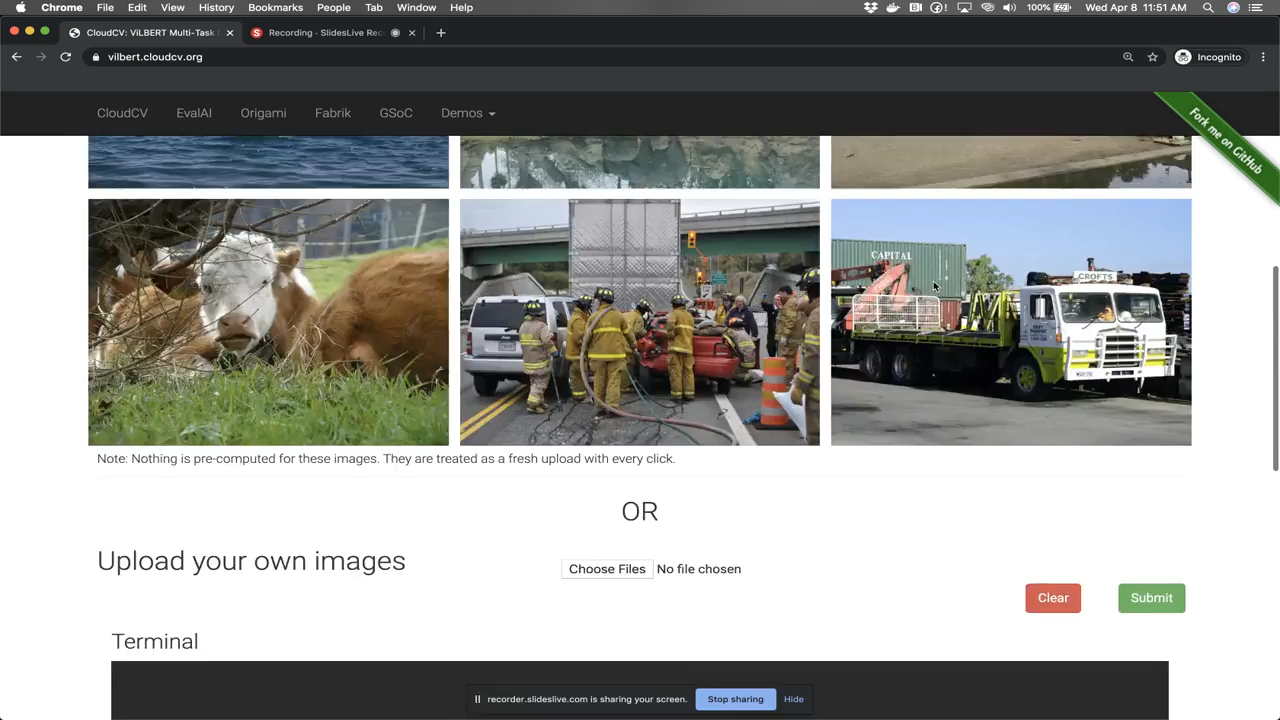 Chrome File Edit View History Bookmarks People Tab Window Help 100% Wed Apr 8 11:51 AM
CloudCV: ViLBERT Multi-Task Recording - SlidesLive Rec
vilbert.cloudcv.org Incognito
CloudCV EvalAI Origami Fabrik GSoC Demos
Fork me on GitHub
CAPITAL
CROFTS
Note: Nothing is pre-computed for these images. They are treated as a fresh upload with every click.
OR
Upload your own images Choose Files No file chosen
Clear Submit
Terminal
recorder.slideslive.com is sharing your screen. Stop sharing Hide